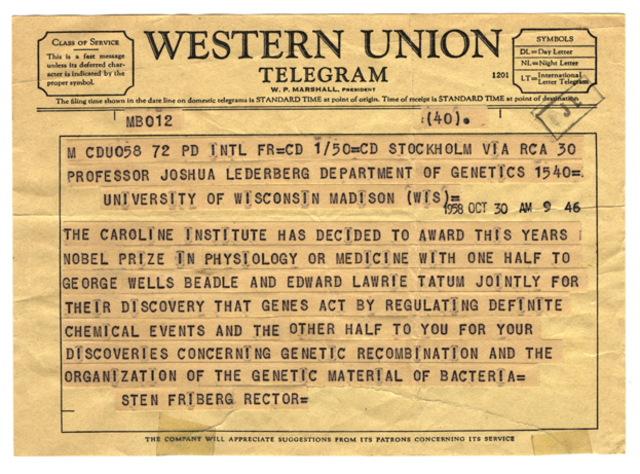 CLASS OF SERVICE
This is a fast message
unless its deferred char-
acter is indicated by the
proper symbol.
WESTERN UNION
TELEGRAM
W. P. MARSHALL, PRESIDENT
1201
SYMBOLS
DL=Day Letter
NL=Night Letter
LT=International
Letter Telegram
The filing time shown in the date line on domestic telegrams is STANDARD TIME at point of origin. Time of receipt is STANDARD TIME at point of destination
MB012 (40).
M CDU058 72 PD INTL FR=CD 1/50=CD STOCKHOLM VIA RCA 30
PROFESSOR JOSHUA LEDERBERG DEPARTMENT OF GENETICS 1540=
UNIVERSITY OF WISCONSIN MADISON (WIS)=
1958 OCT 30 AM 9 46
THE CAROLINE INSTITUTE HAS DECIDED TO AWARD THIS YEARS
NOBEL PRIZE IN PHYSIOLOGY OR MEDICINE WITH ONE HALF TO
GEORGE WELLS BEADLE AND EDWARD LAWRIE TATUM JOINTLY FOR
THEIR DISCOVERY THAT GENES ACT BY REGULATING DEFINITE
CHEMICAL EVENTS AND THE OTHER HALF TO YOU FOR YOUR
DISCOVERIES CONCERNING GENETIC RECOMBINATION AND THE
ORGANIZATION OF THE GENETIC MATERIAL OF BACTERIA=
STEN FRIBERG RECTOR=
THE COMPANY WILL APPRECIATE SUGGESTIONS FROM ITS PATRONS CONCERNING ITS SERVICE